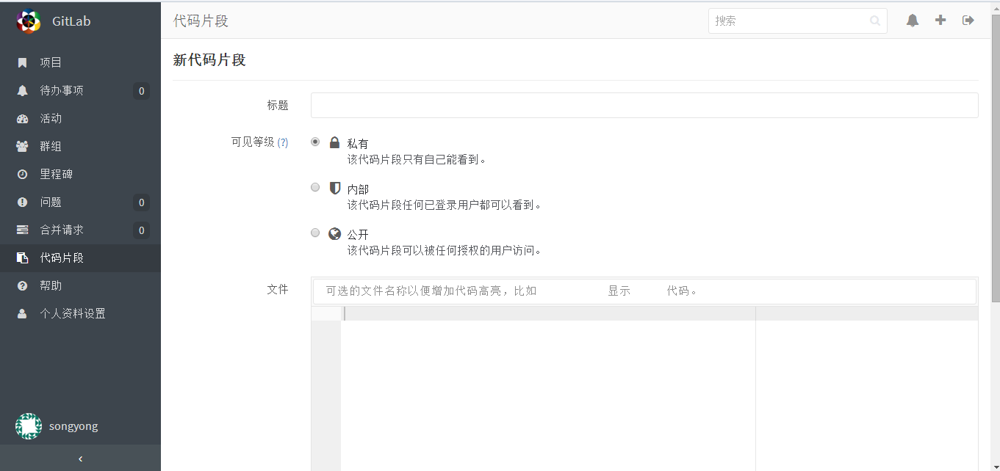 GitLab
项目
待办事项 0
活动
群组
里程碑
问题 0
合并请求 0
代码片段
帮助
个人资料设置
songyong
代码片段
搜索
新代码片段
标题
可见等级 (?)
私有
该代码片段只有自己能看到。
内部
该代码片段任何已登录用户都可以看到。
公开
该代码片段可以被任何授权的用户访问。
文件
可选的文件名称以便增加代码高亮，比如 显示 代码。